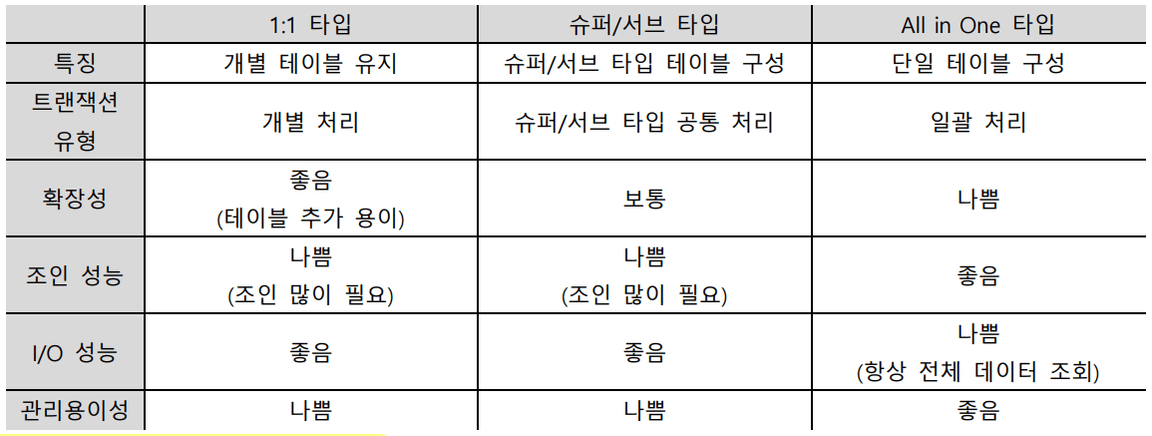 1:1 타입 슈퍼/서브 타입 All in One 타입
특징 개별 테이블 유지 슈퍼/서브 타입 테이블 구성 단일 테이블 구성
트랜잭션
유형 개별 처리 슈퍼/서브 타입 공통 처리 일괄 처리
확장성 좋음
(테이블 추가 용이) 보통 나쁨
조인 성능 나쁨
(조인 많이 필요) 나쁨
(조인 많이 필요) 좋음
I/O 성능 좋음 좋음 나쁨
(항상 전체 데이터 조회)
관리용이성 나쁨 나쁨 좋음